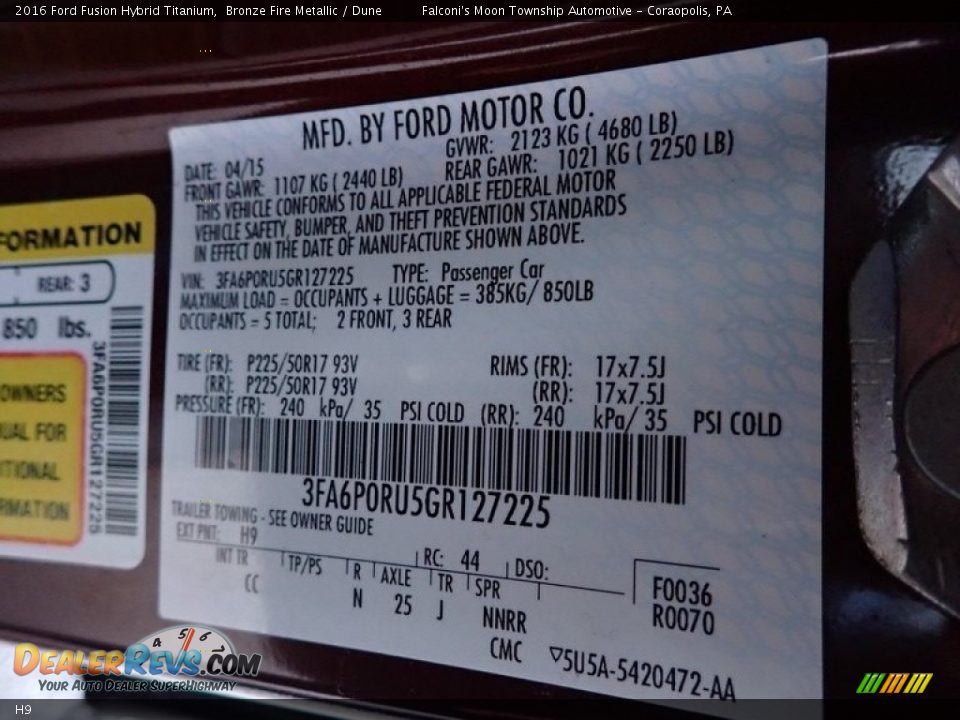 2016 Ford Fusion Hybrid Titanium, Bronze Fire Metallic / Dune Falconi's Moon Township Automotive - Coraopolis, PA
MFD. BY FORD MOTOR CO.
DATE: 04/15 GVWR: 2123 KG ( 4680 LB)
FRONT GAWR: 1107 KG ( 2440 LB) REAR GAWR: 1021 KG ( 2250 LB)
THIS VEHICLE CONFORMS TO ALL APPLICABLE FEDERAL MOTOR
VEHICLE SAFETY, BUMPER, AND THEFT PREVENTION STANDARDS
IN EFFECT ON THE DATE OF MANUFACTURE SHOWN ABOVE.
VIN: 3FA6P0RU5GR127225 TYPE: Passenger Car
MAXIMUM LOAD = OCCUPANTS + LUGGAGE = 385KG/ 850LB
OCCUPANTS = 5 TOTAL; 2 FRONT, 3 REAR
TIRE (FR): P225/50R17 93V RIMS (FR): 17x7.5J
(RR): P225/50R17 93V (RR): 17x7.5J
PRESSURE (FR): 240 kPa/ 35 PSI COLD (RR): 240 kPa/ 35 PSI COLD
3FA6P0RU5GR127225
TRAILER TOWING - SEE OWNER GUIDE
EXT PNT: H9 RC: 44 DSO:
INT TR TP/PS R AXLE TR SPR F0036
CC N 25 J NNRR R0070
CMC ▽5U5A-5420472-AA
FORMATION
REAR: 3
850 lbs.
3FA6P0RU5GR127225
OWNERS
UAL FOR
ITIONAL
RMATION
4 5 6
DEALERREVS.COM
YOUR AUTO DEALER SUPERHIGHWAY
H9